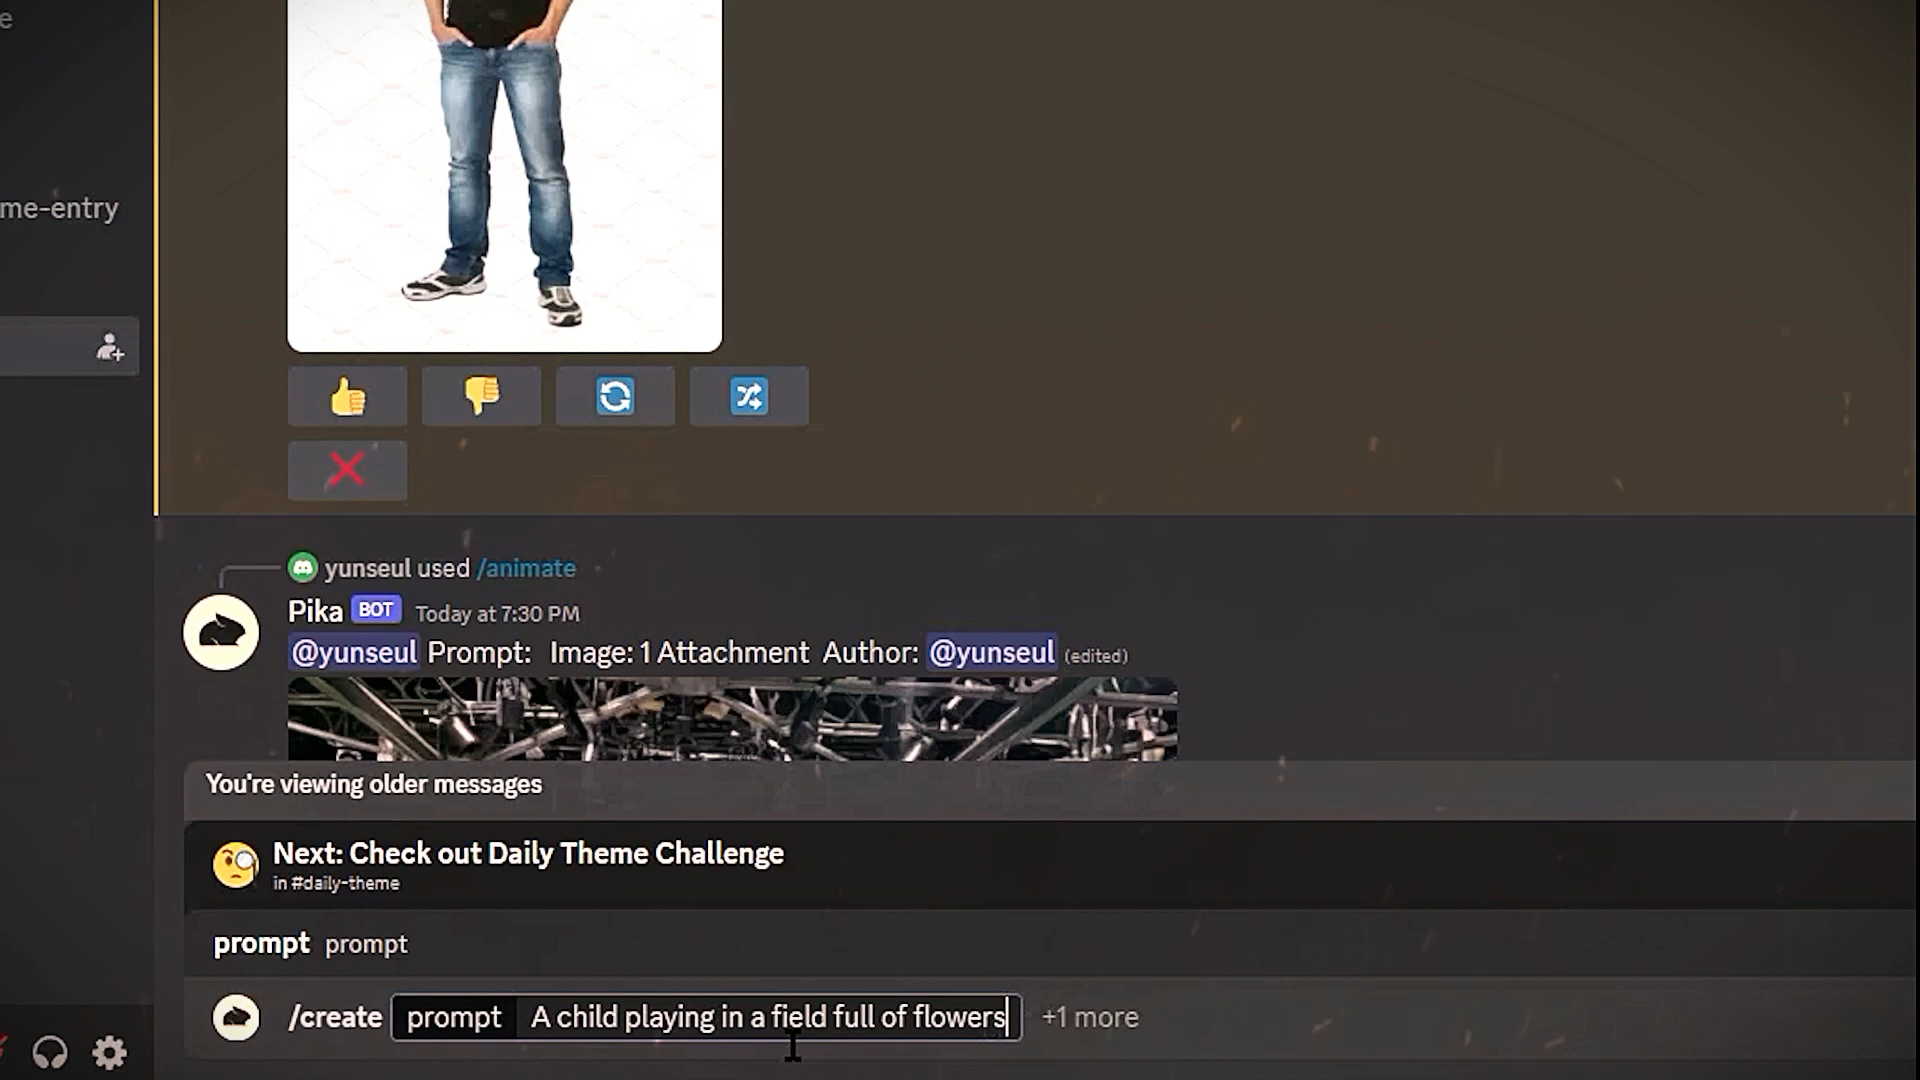 e
me-entry
yunseul used /animate
Pika BOT Today at 7:30 PM
@yunseul Prompt: Image: 1 Attachment Author: @yunseul (edited)
You're viewing older messages
Next: Check out Daily Theme Challenge
in #daily-theme
prompt prompt
/create prompt A child playing in a field full of flowers +1 more